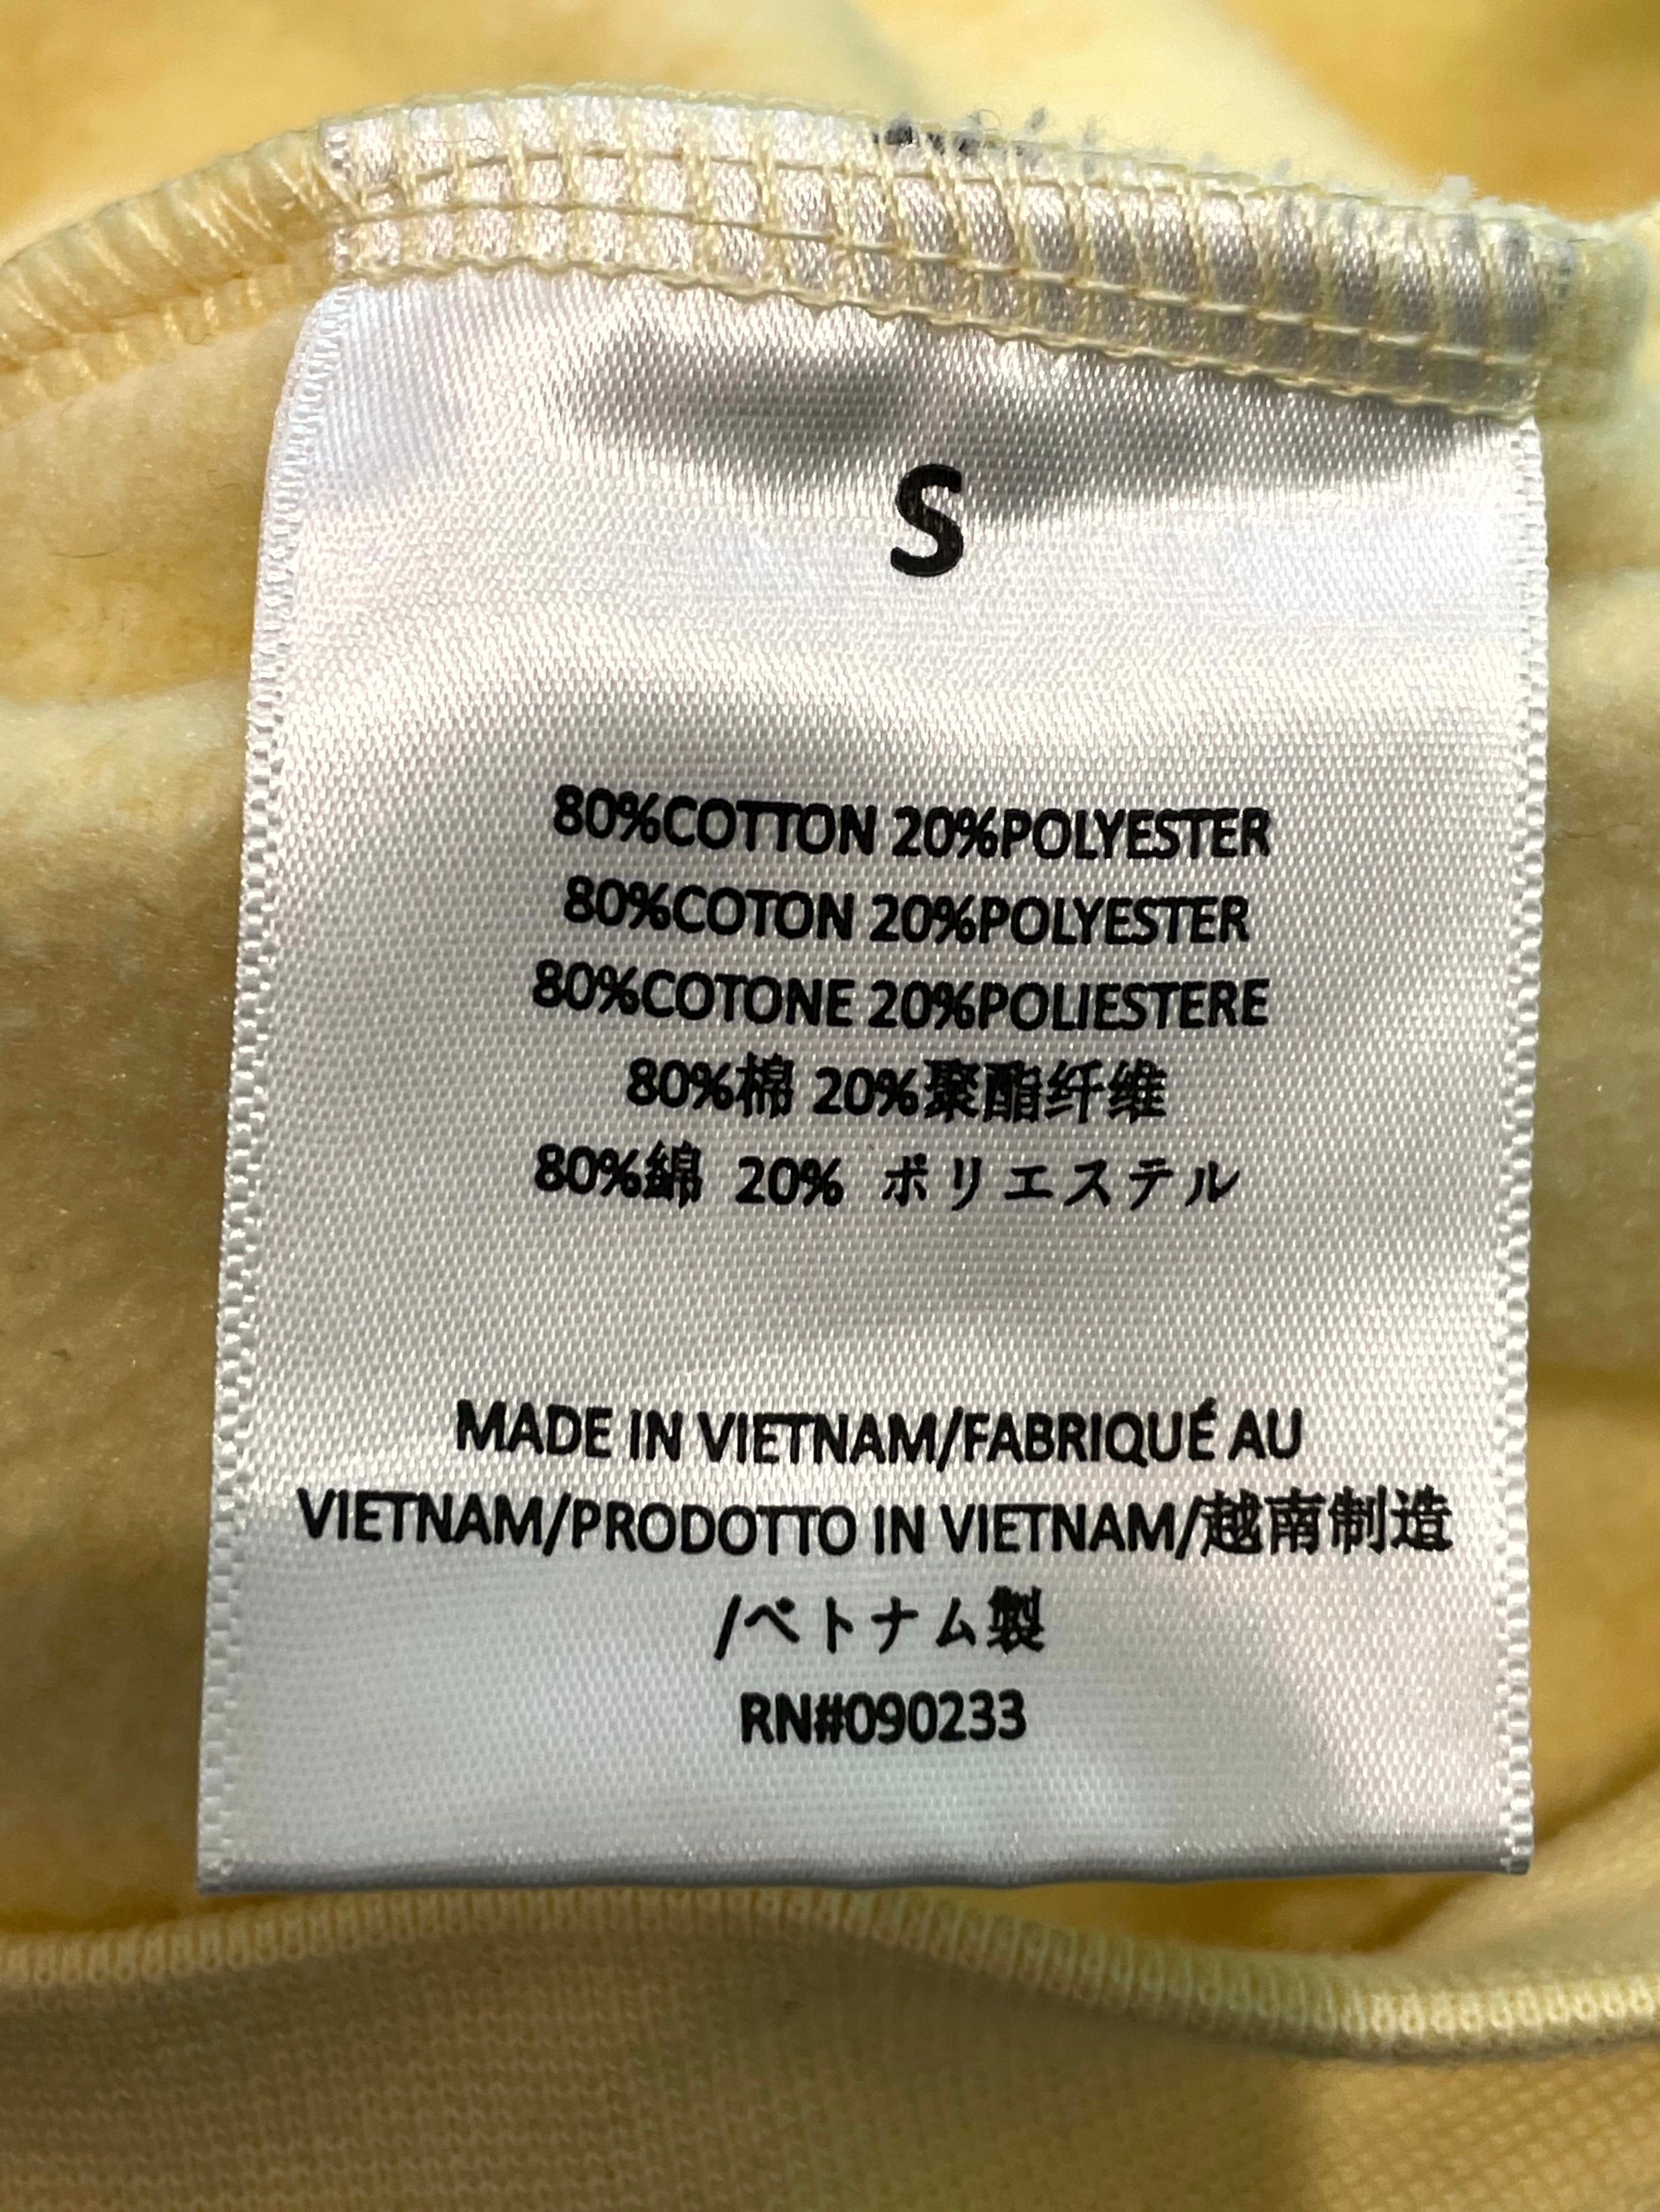 S
80%COTTON 20%POLYESTER
80%COTON 20%POLYESTER
80%COTONE 20%POLIESTERE
80%棉 20%聚酯纤维
80%綿 20% ポリエステル
MADE IN VIETNAM/FABRIQUÉ AU
VIETNAM/PRODOTTO IN VIETNAM/越南制造
/ベトナム製
RN#090233